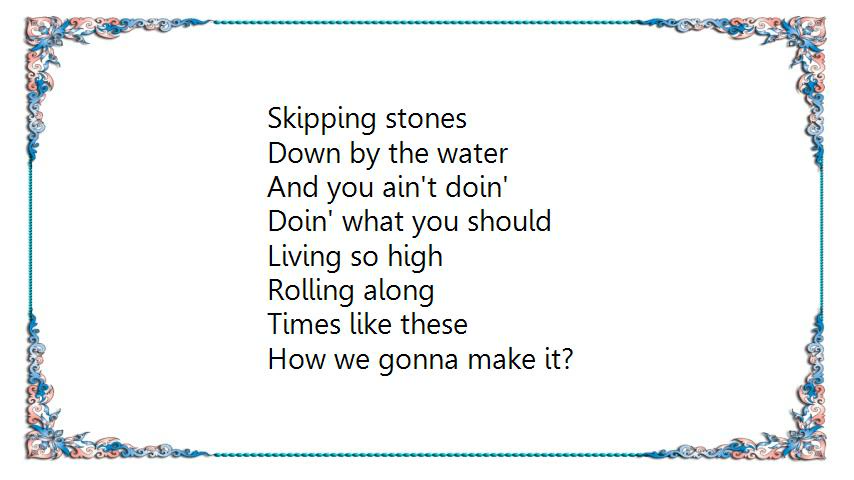 Skipping stones
Down by the water
And you ain't doin'
Doin' what you should
Living so high
Rolling along
Times like these
How we gonna make it?